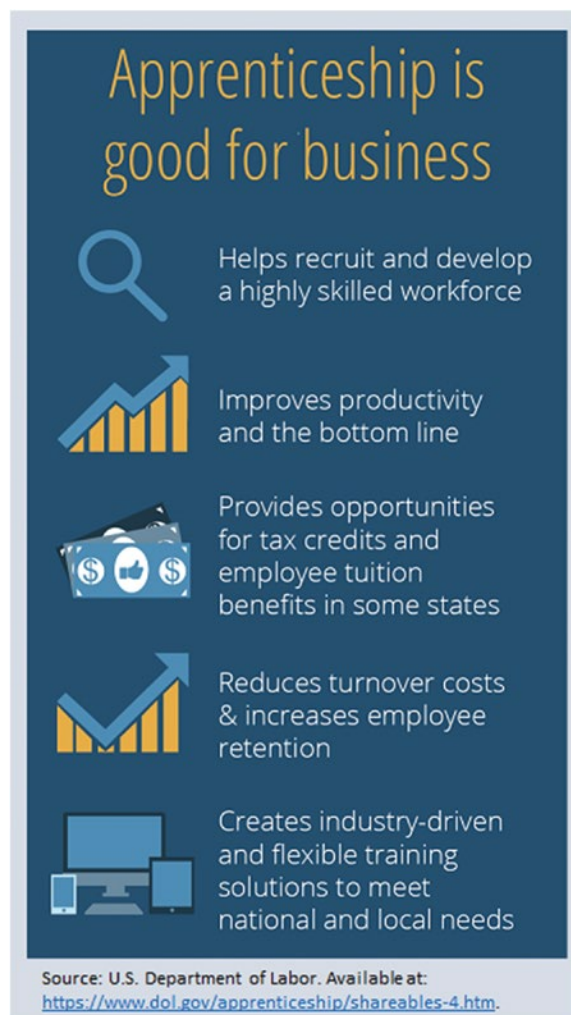 Apprenticeship is
good for business
Helps recruit and develop
a highly skilled workforce
Improves productivity
and the bottom line
Provides opportunities
for tax credits and
employee tuition
benefits in some states
$ $
Reduces turnover costs
& increases employee
retention
Creates industry-driven
and flexible training
solutions to meet
national and local needs
Source: U.S. Department of Labor. Available at:
https://www.dol.gov/apprenticeship/shareables-4.htm.